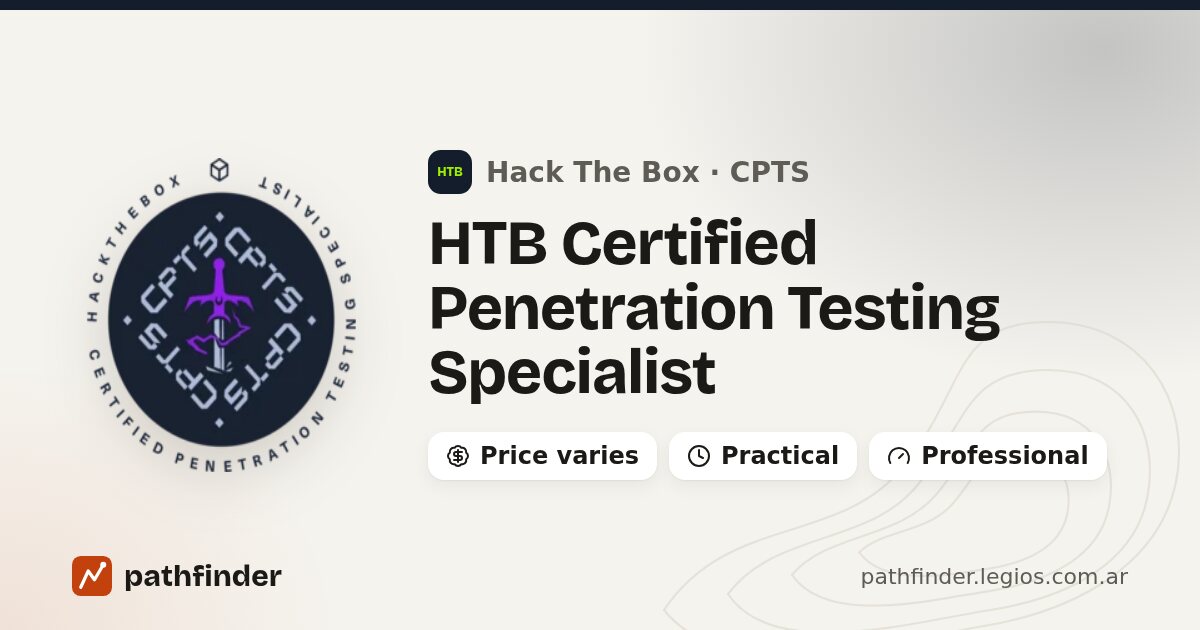 HACKTHEBOX
CERTIFIED PENETRATION TESTING SPECIALIST
CPTS
CPTS
CPTS
CPTS
HTB
Hack The Box · CPTS
HTB Certified
Penetration Testing
Specialist
Price varies
Practical
Professional
pathfinder
pathfinder.legios.com.ar